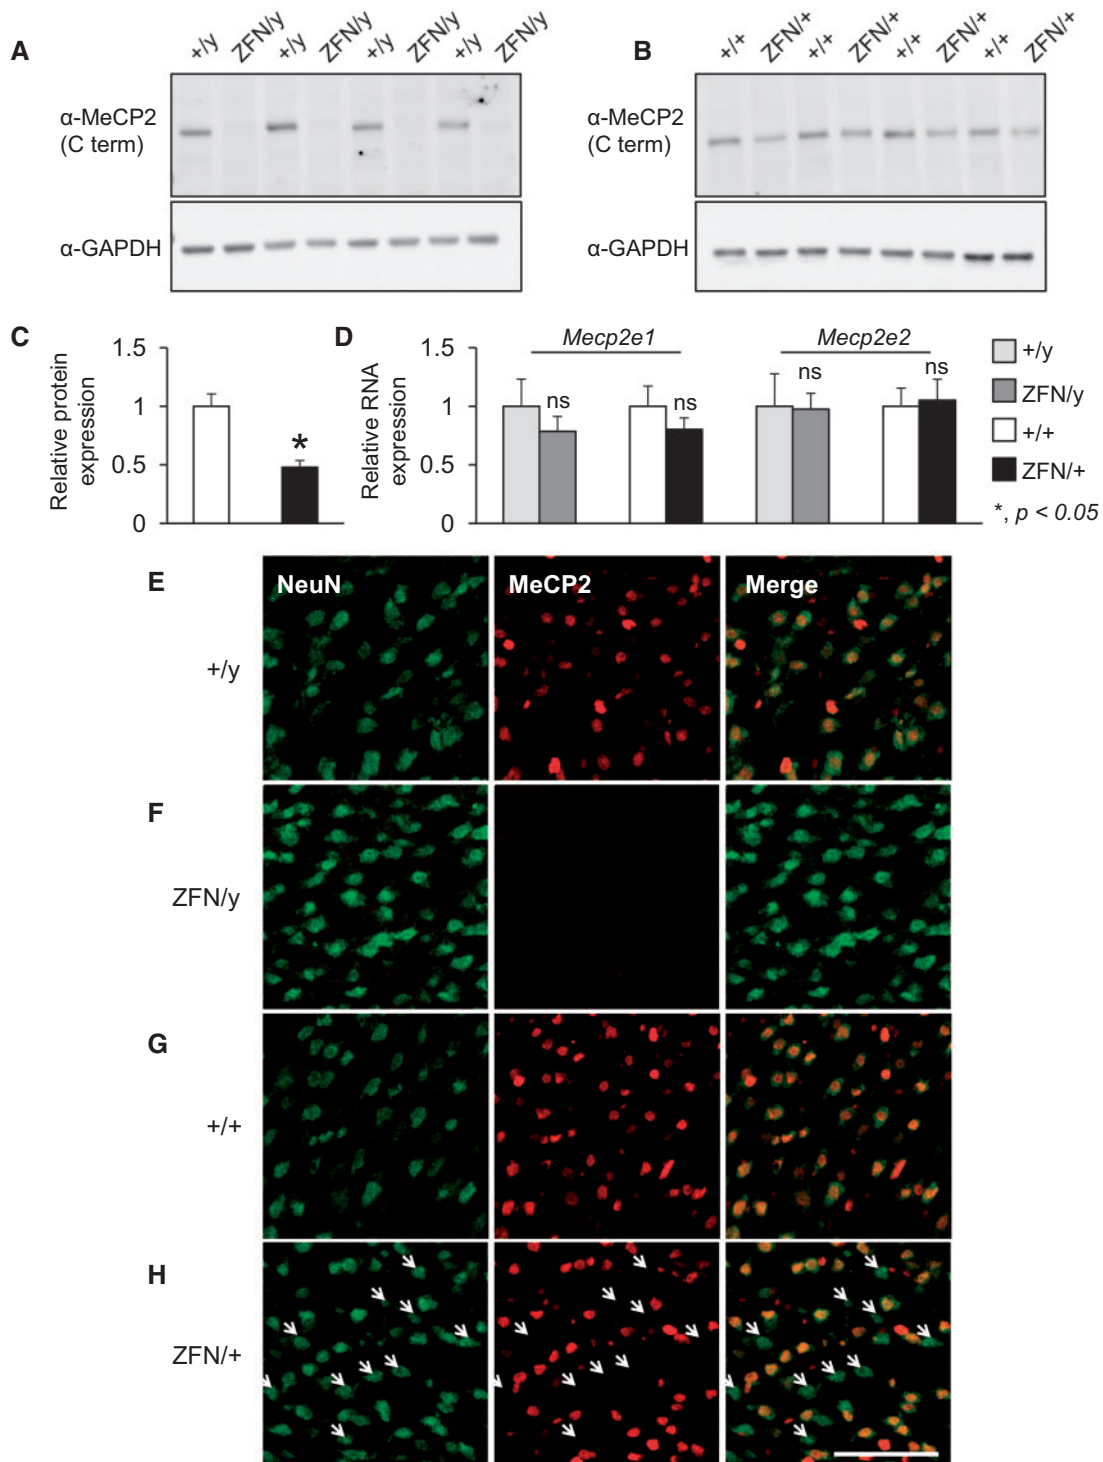 A
+/y ZFN/y +/y ZFN/y +/y ZFN/y +/y ZFN/y
α-MeCP2
(C term)
α-GAPDH
B
+/+ ZFN/+ +/+ ZFN/+ +/+ ZFN/+ +/+ ZFN/+
α-MeCP2
(C term)
α-GAPDH
C
Relative protein
expression
1.5
1
0.5
0
*
D
Relative RNA
expression
1.5
1
0.5
0
Mecp2e1
Mecp2e2
ns
ns
ns
ns
+/y
ZFN/y
+/+
ZFN/+
*, p < 0.05
E
NeuN
MeCP2
Merge
+/y
F
ZFN/y
G
+/+
H
ZFN/+